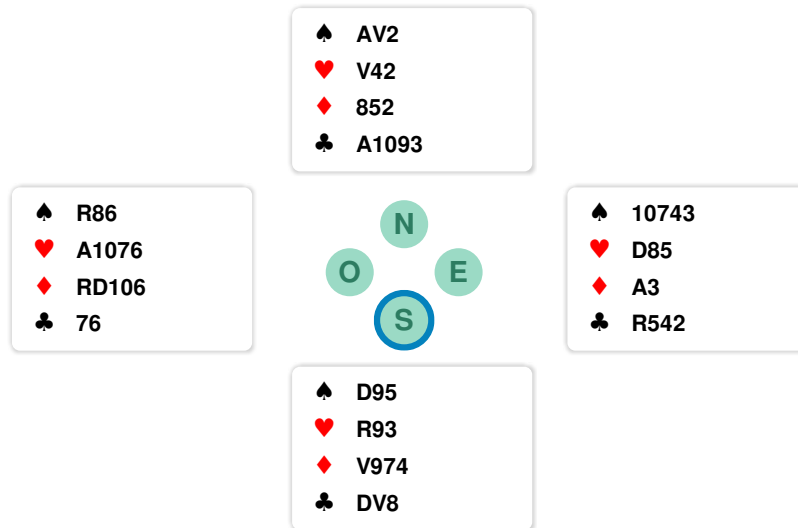 ♠ AV2
♥ V42
♦ 852
♣ A1093
♠ R86
♥ A1076
♦ RD106
♣ 76
N
O E
S
♠ 10743
♥ D85
♦ A3
♣ R542
♠ D95
♥ R93
♦ V974
♣ DV8